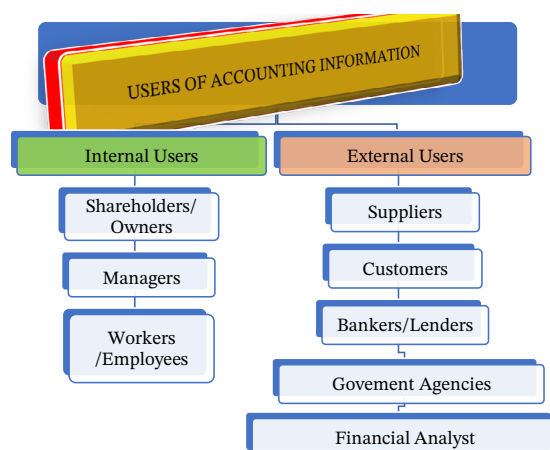 USERS OF ACCOUNTING INFORMATION
Internal Users
Shareholders/
Owners
Managers
Workers
/Employees
External Users
Suppliers
Customers
Bankers/Lenders
Govement Agencies
Financial Analyst